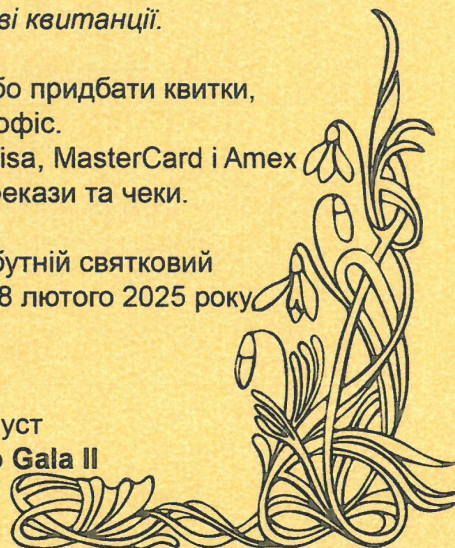 ві квитанції.
бо придбати квитки,
офіс.
isa, MasterCard i Amex
екази та чеки.
бутній святковий
8 лютого 2025 року
уст
Gala II